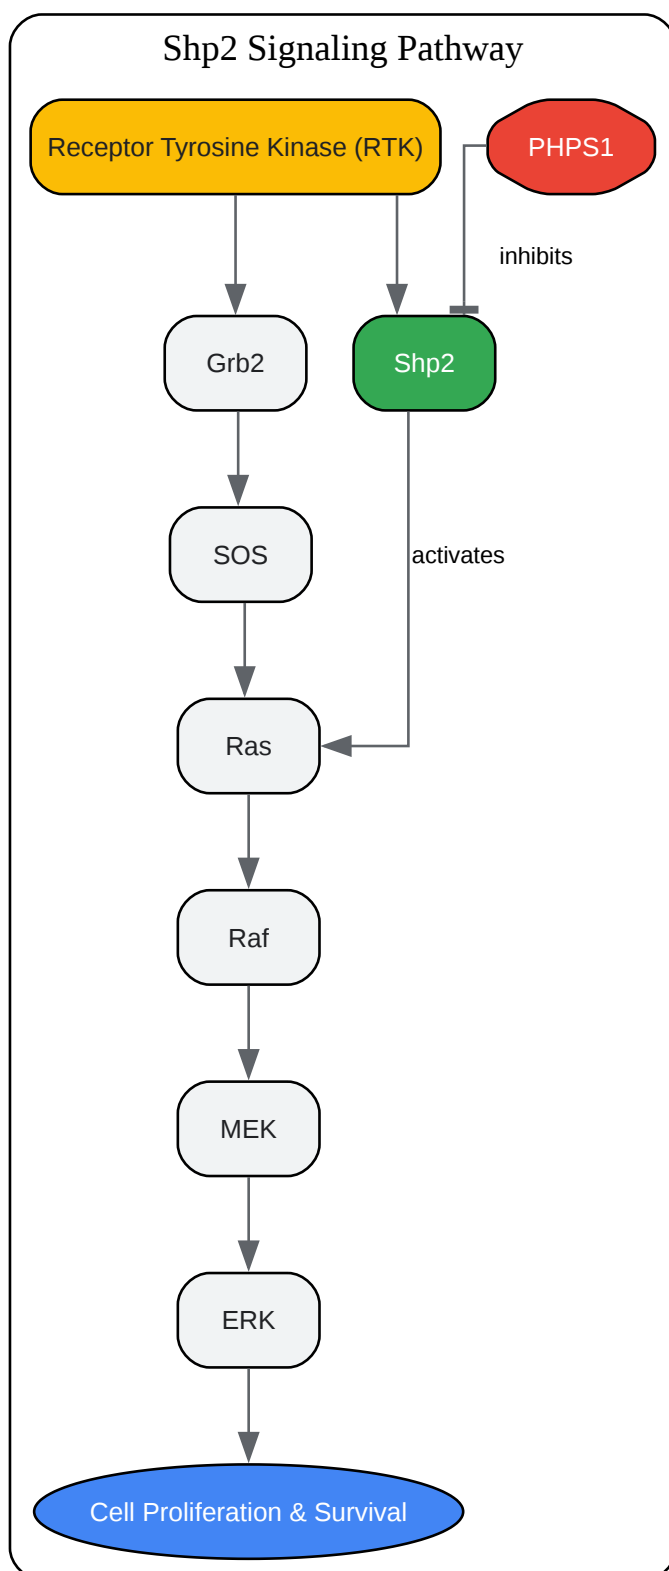 Shp2 Signaling Pathway
Receptor Tyrosine Kinase (RTK)
PHPS1
inhibits
Grb2
Shp2
SOS
activates
Ras
Raf
MEK
ERK
Cell Proliferation & Survival